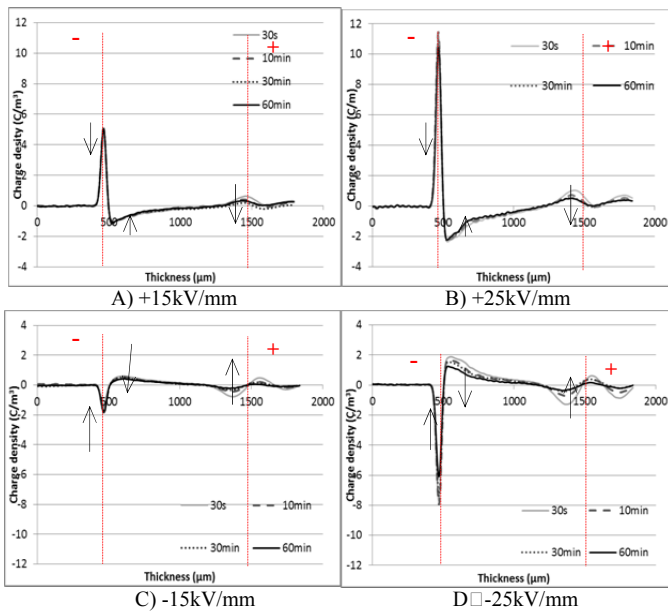 12
10
8
6
4
2
0
-2
-4
0
500
1000
1500
2000
Charge desity (C/m³)
Thickness (µm)
-
+
30s
10min
30min
60min
A) +15kV/mm
12
10
8
6
4
2
0
-2
-4
0
500
1000
1500
2000
Charge density (C/m³)
Thickness (µm)
-
+
30s
10min
30min
60min
B) +25kV/mm
4
2
0
-2
-4
-6
-8
-10
-12
0
500
1000
1500
2000
Charge density (C/m³)
Thickness (µm)
-
+
30s
10min
30min
60min
C) -15kV/mm
4
2
0
-2
-4
-6
-8
-10
-12
0
500
1000
1500
2000
Charge density (C/m³)
Thickness (µm)
-
+
30s
10min
30min
60min
D□-25kV/mm